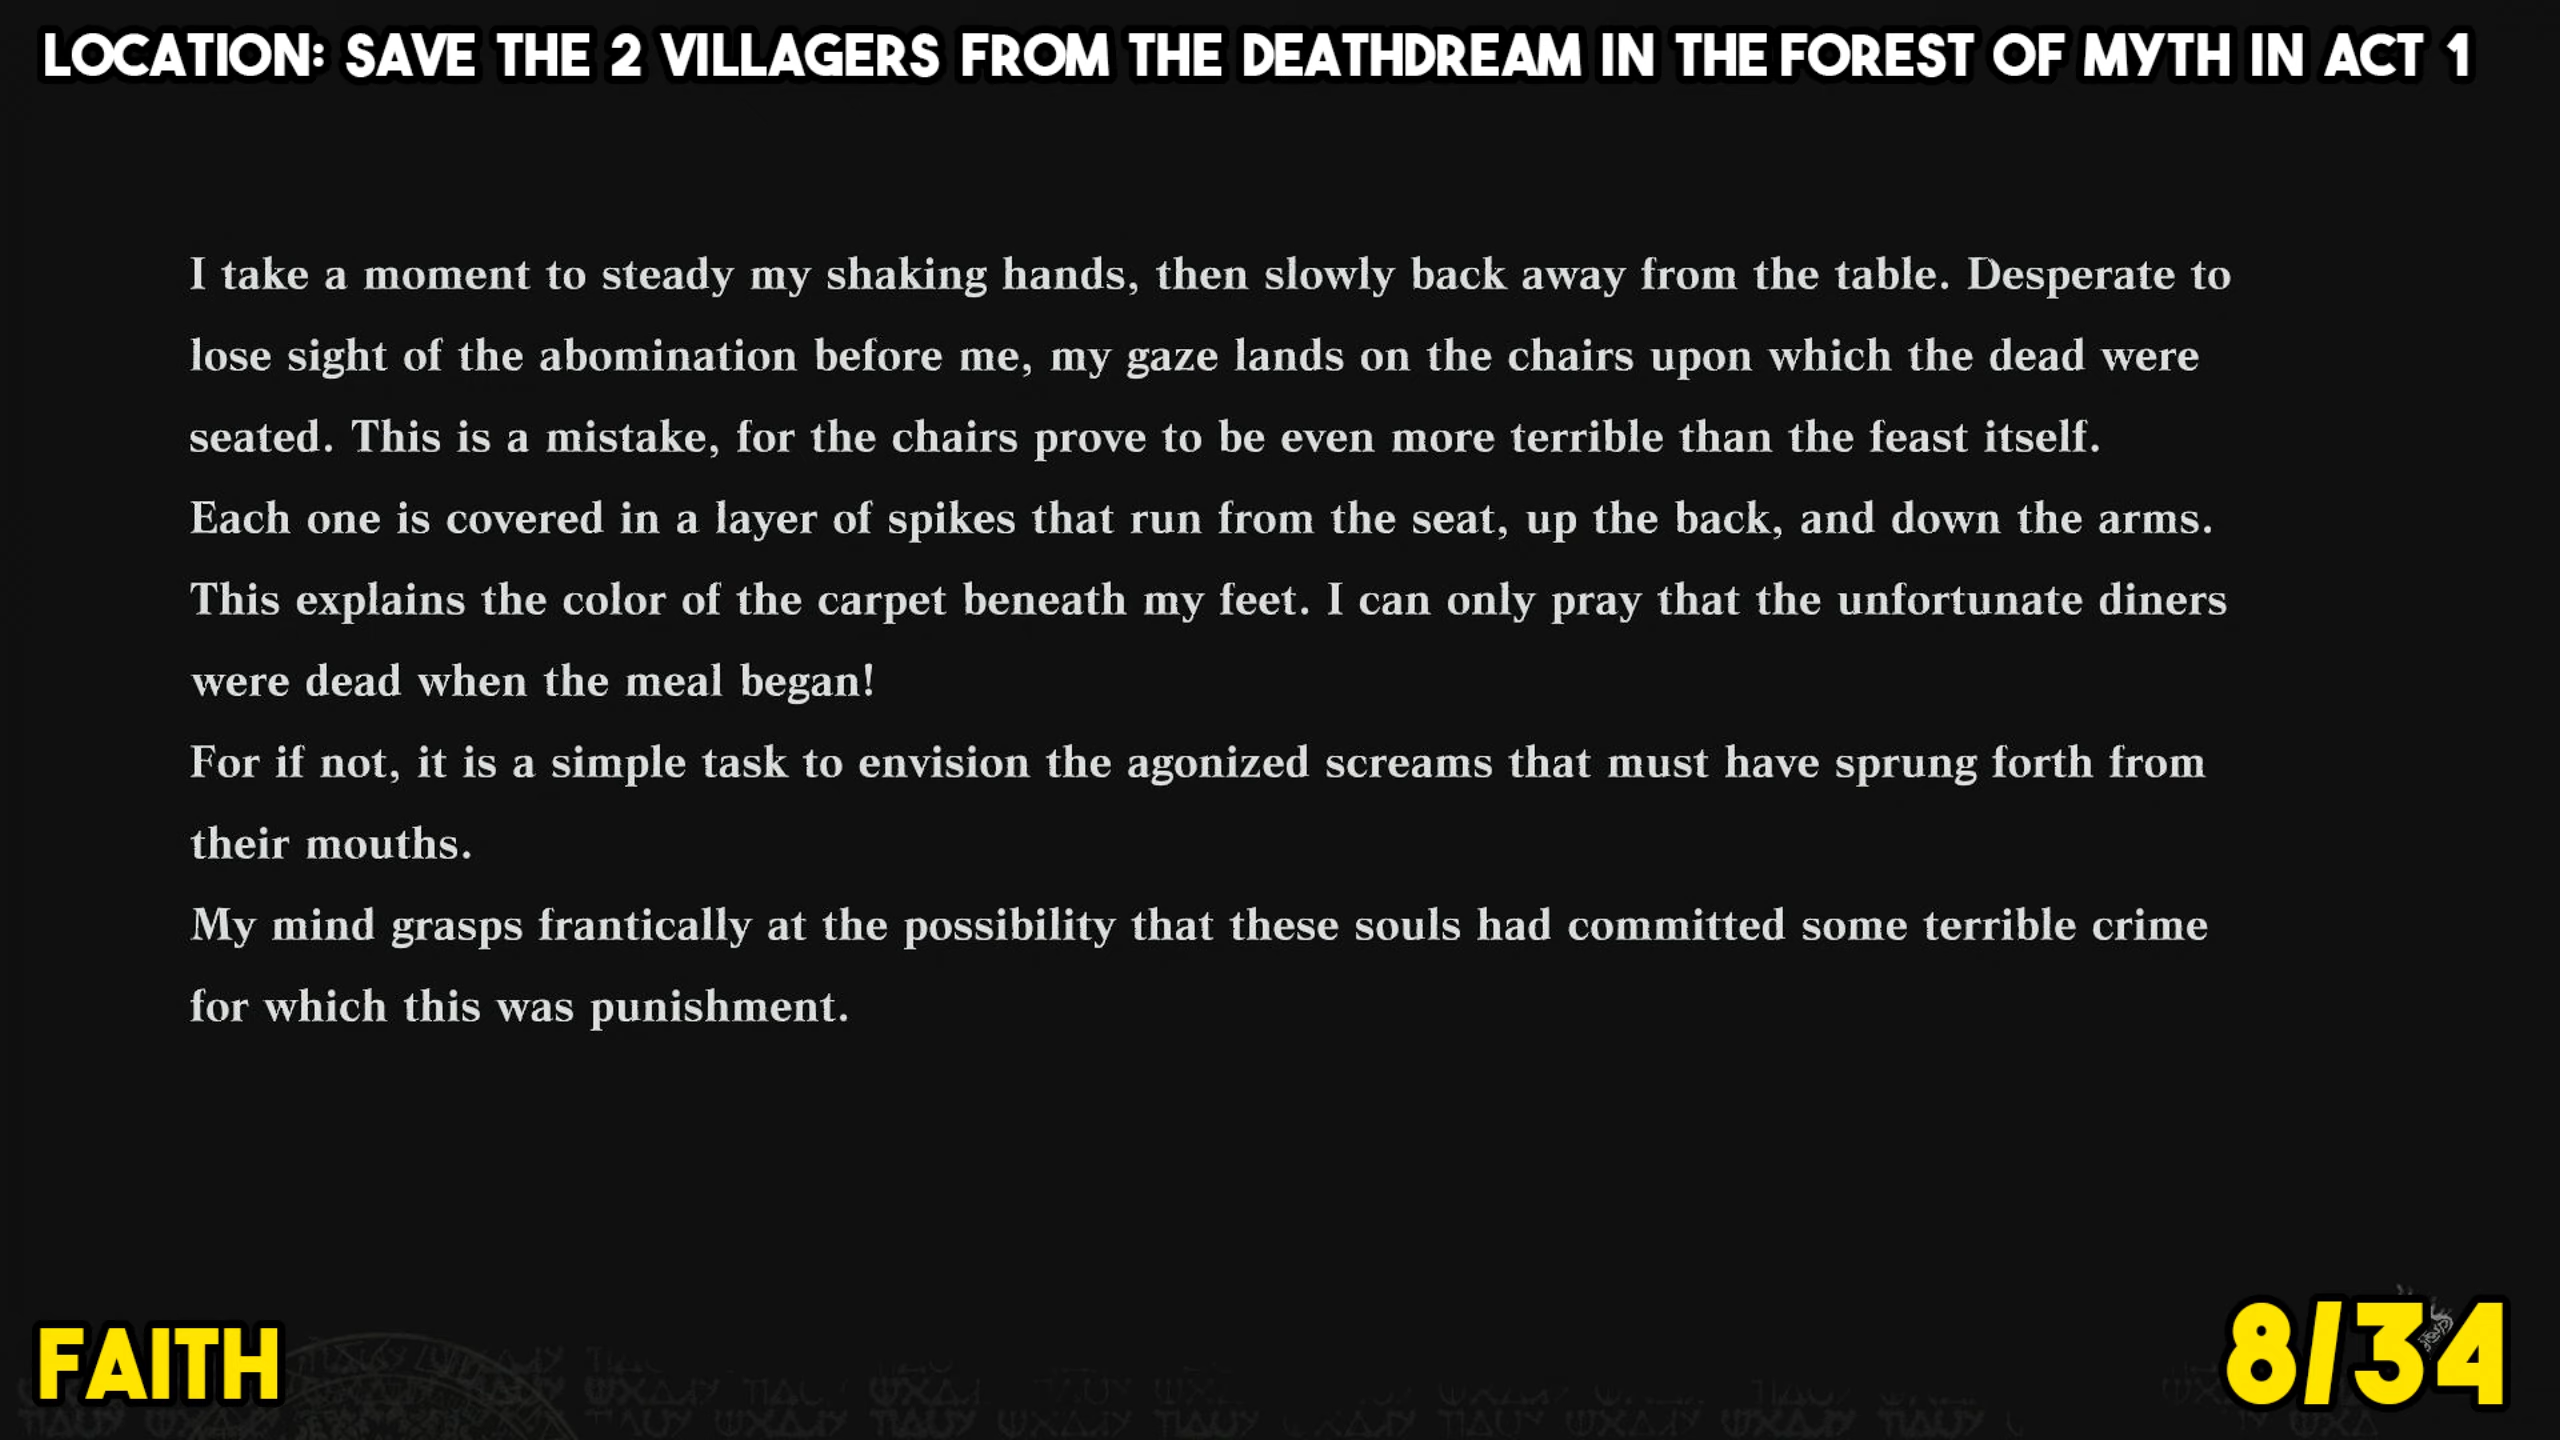 LOCATION: SAVE THE 2 VILLAGERS FROM THE DEATHDREAM IN THE FOREST OF MYTH IN ACT 1
I take a moment to steady my shaking hands, then slowly back away from the table. Desperate to
lose sight of the abomination before me, my gaze lands on the chairs upon which the dead were
seated. This is a mistake, for the chairs prove to be even more terrible than the feast itself.
Each one is covered in a layer of spikes that run from the seat, up the back, and down the arms.
This explains the color of the carpet beneath my feet. I can only pray that the unfortunate diners
were dead when the meal began!
For if not, it is a simple task to envision the agonized screams that must have sprung forth from
their mouths.
My mind grasps frantically at the possibility that these souls had committed some terrible crime
for which this was punishment.
FAITH
8/34